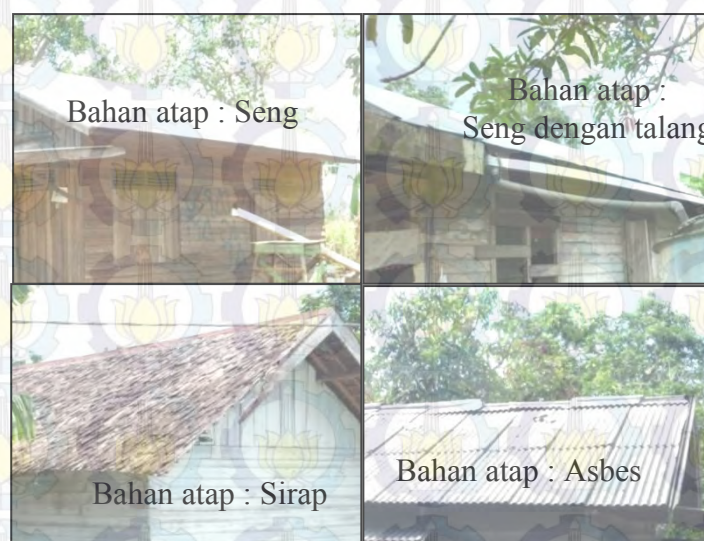 Bahan atap : Seng
Bahan atap :
Seng dengan talang
Bahan atap : Sirap
Bahan atap : Asbes